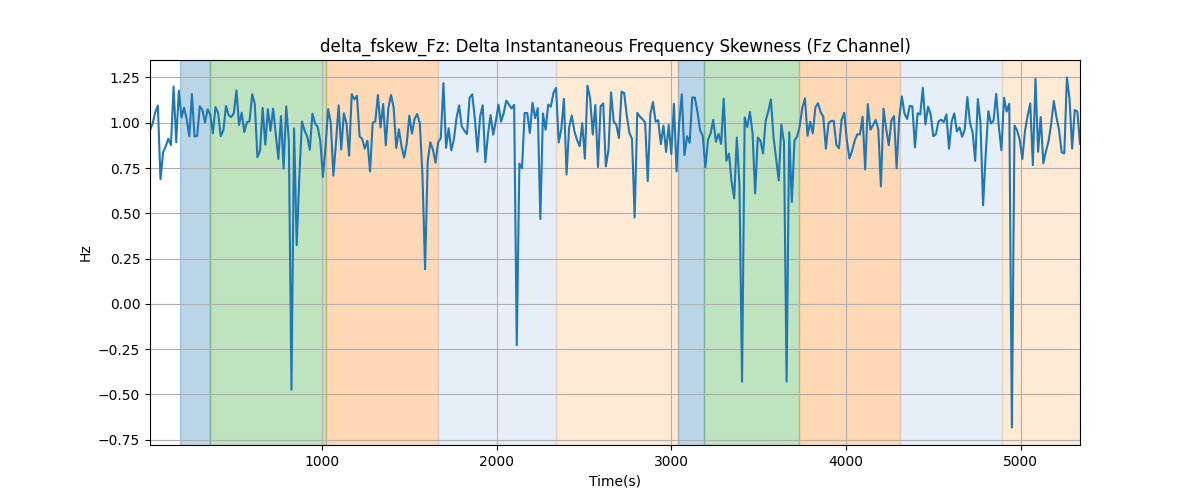 delta_fskew_Fz: Delta Instantaneous Frequency Skewness (Fz Channel)
1.25
1.00
0.75
0.50
0.25
0.00
−0.25
−0.50
−0.75
Hz
1000 2000 3000 4000 5000
Time(s)